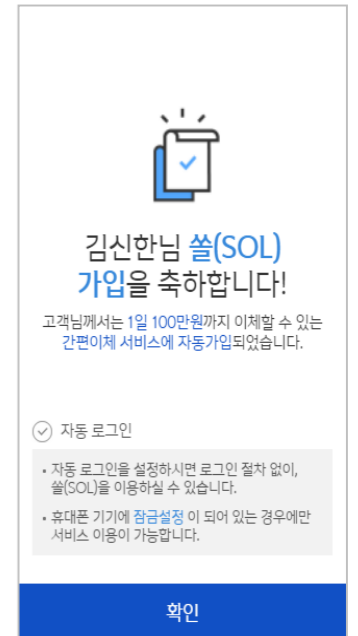 김신한님 쏠(SOL)
가입을 축하합니다!
고객님께서는 1일 100만원까지 이체할 수 있는
간편이체 서비스에 자동가입되었습니다.
자동 로그인
• 자동 로그인을 설정하시면 로그인 절차 없이,
쏠(SOL)을 이용하실 수 있습니다.
• 휴대폰 기기에 잠금설정 이 되어 있는 경우에만
서비스 이용이 가능합니다.
확인